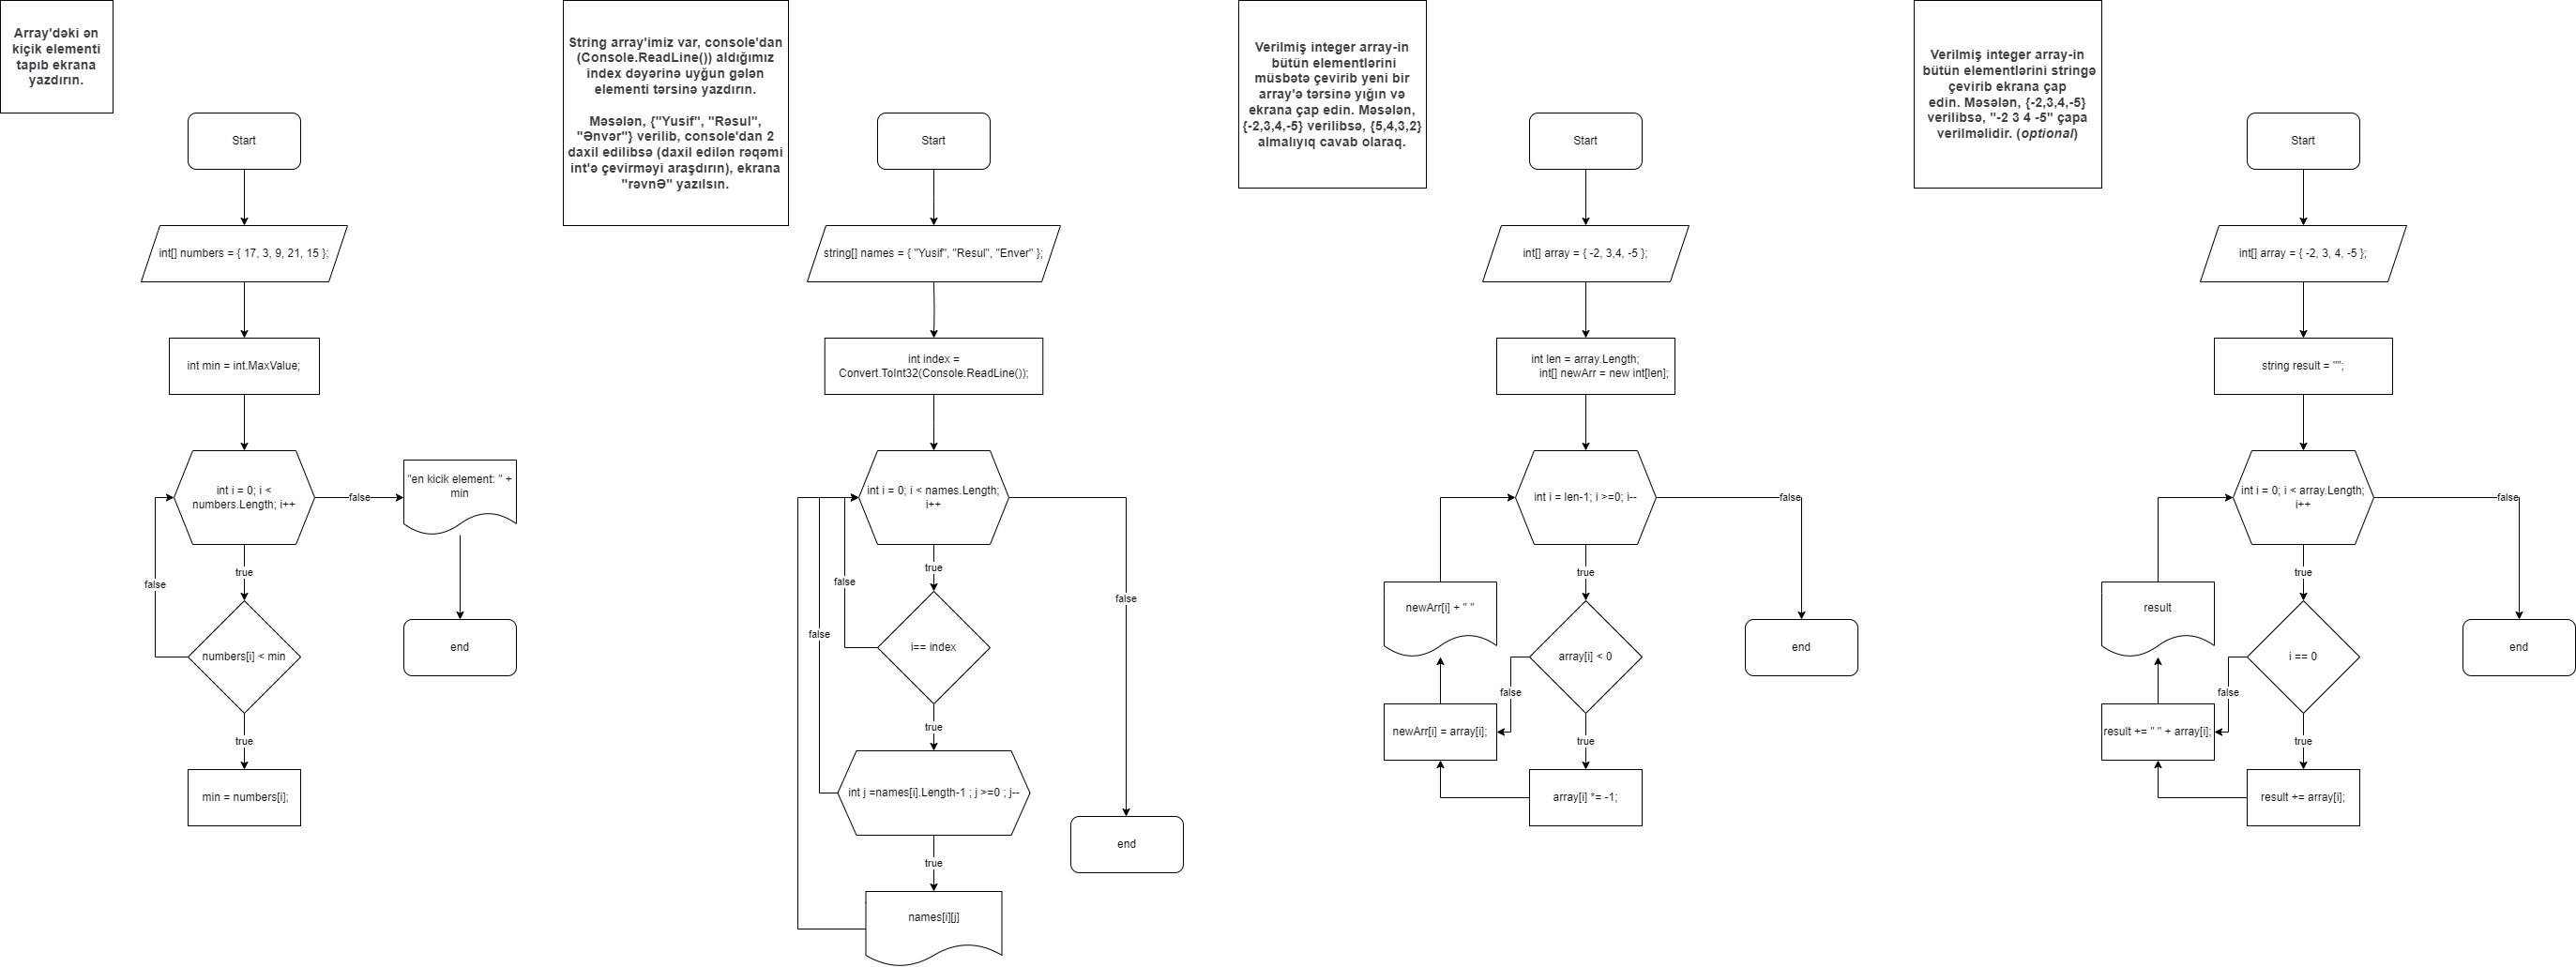 Array'dəki ən
kiçik elementi
tapıb ekrana
yazdırın.
Start
int[] numbers = { 17, 3, 9, 21, 15 };
int min = int.MaxValue;
int i = 0; i <
numbers.Length; i++
false
"en kicik element: " +
min
true
false
numbers[i] < min
end
true
min = numbers[i];
String array'imiz var, console'dan
(Console.ReadLine()) aldığımız
index dəyərinə uyğun gələn
elementi tərsinə yazdırın.
Məsələn, {"Yusif", "Rəsul",
"Ənvər"} verilib, console'dan 2
daxil edilibsə (daxil edilən rəqəmi
int'ə çevirməyi araşdırın), ekrana
"rəvnƏ" yazılsın.
Start
string[] names = { "Yusif", "Resul", "Enver" };
int index =
Convert.ToInt32(Console.ReadLine());
int i = 0; i < names.Length;
i++
true
false
false
false
i== index
true
int j =names[i].Length-1 ; j >=0 ; j--
true
names[i][j]
end
Verilmiş integer array-in
bütün elementlərini
müsbətə çevirib yeni bir
array'ə tərsinə yığın və
ekrana çap edin. Məsələn,
{-2,3,4,-5} verilibsə, {5,4,3,2}
almalıyıq cavab olaraq.
Start
int[] array = { -2, 3,4, -5 };
int len = array.Length;
int[] newArr = new int[len];
int i = len-1; i >=0; i--
false
true
newArr[i] + " "
array[i] < 0
end
false
newArr[i] = array[i];
true
array[i] *= -1;
Verilmiş integer array-in
bütün elementlərini stringə
çevirib ekrana çap
edin. Məsələn, {-2,3,4,-5}
verilibsə, "-2 3 4 -5" çapa
verilməlidir. (optional)
Start
int[] array = { -2, 3, 4, -5 };
string result = "";
int i = 0; i < array.Length;
i++
false
true
result
i == 0
end
false
result += " " + array[i];
true
result += array[i];